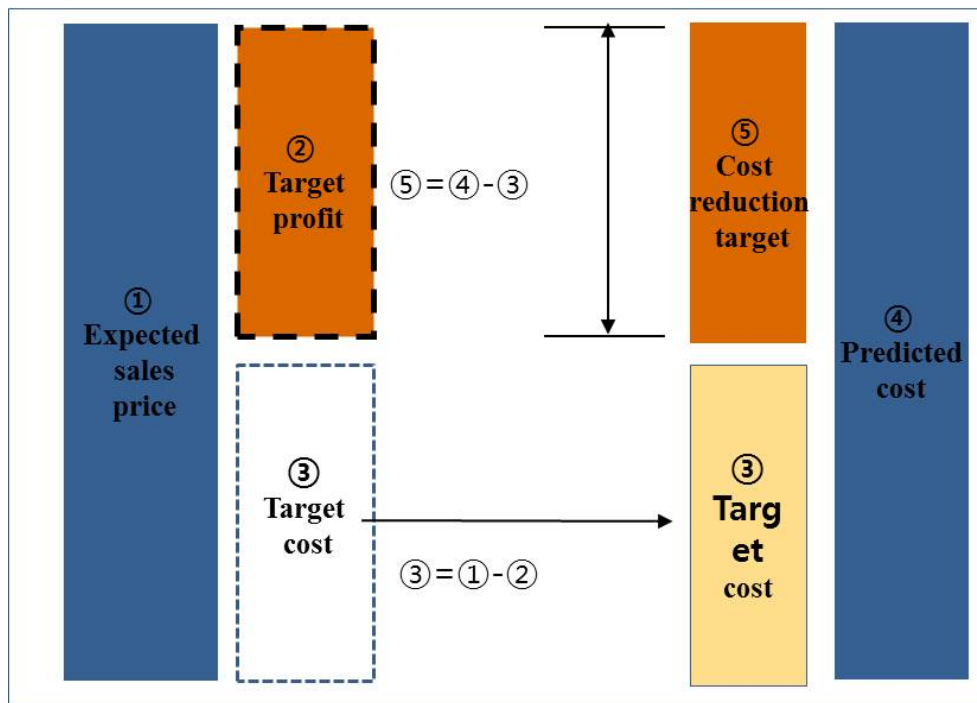 ①
Expected
sales
price
②
Target
profit
⑤=④-③
⑤
Cost
reduction
target
④
Predicted
cost
③
Target
cost
③=①-②
③
Targ
et
cost